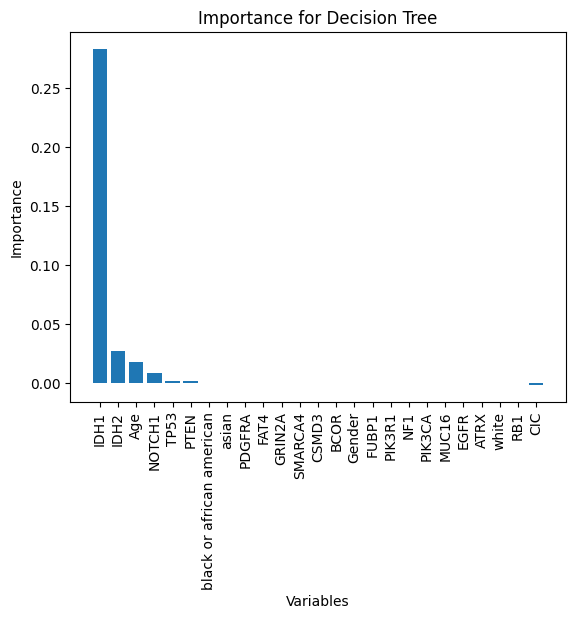 Importance for Decision Tree
Importance
0.25
0.20
0.15
0.10
0.05
0.00
IDH1
IDH2
Age
NOTCH1
TP53
PTEN
black or african american
asian
PDGFRA
FAT4
GRIN2A
SMARCA4
CSMD3
BCOR
Gender
FUBP1
PIK3R1
NF1
PIK3CA
MUC16
EGFR
ATRX
white
RB1
CIC
Variables